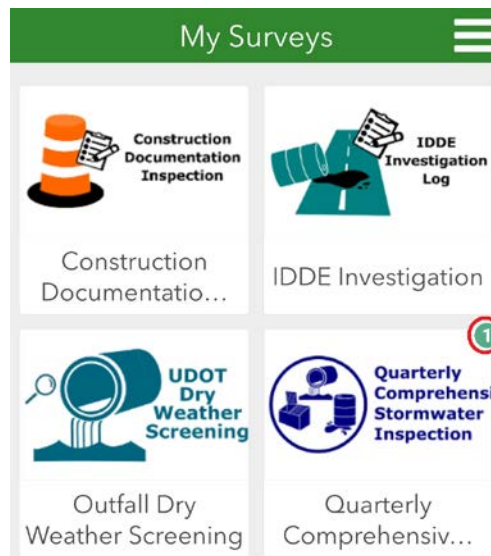 My Surveys
Construction
Documentation
Inspection
Construction
Documentatio...
IDDE
Investigation
Log
IDDE Investigation
UDOT
Dry
Weather
Screening
Outfall Dry
Weather Screening
1
Quarterly
Comprehensi
Stormwater
Inspection
Quarterly
Comprehensiv...